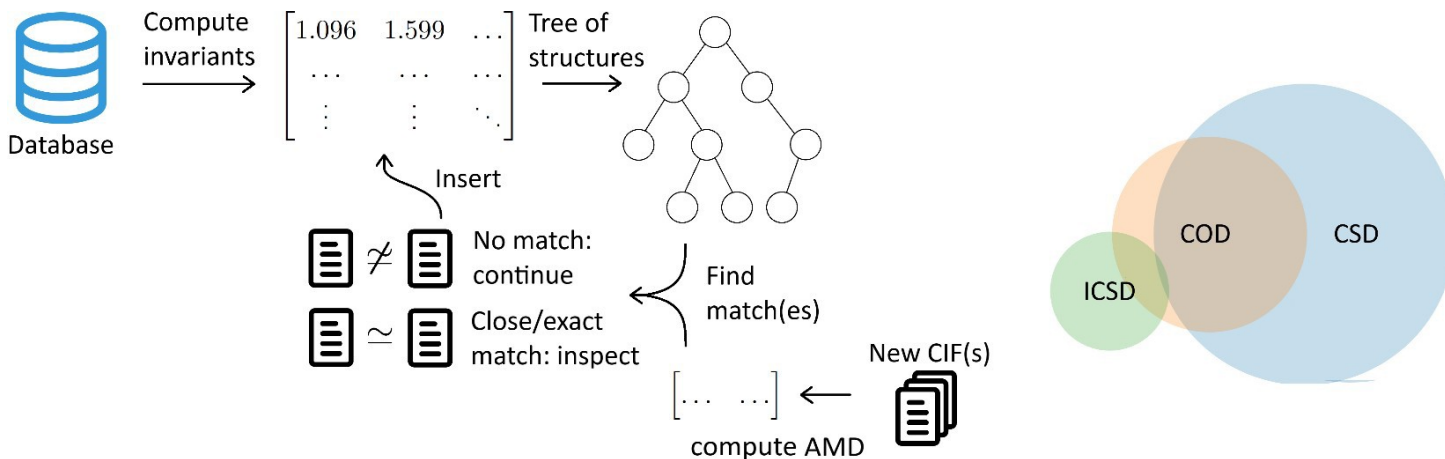 Database
Compute
invariants
1.096 1.599 ...
... ... ...
⋮ ⋮ ⋱
Tree of
structures
Insert
≄
No match:
continue
≃
Close/exact
match: inspect
Find
match(es)
New CIF(s)
[... ...]
compute AMD
ICSD
COD
CSD